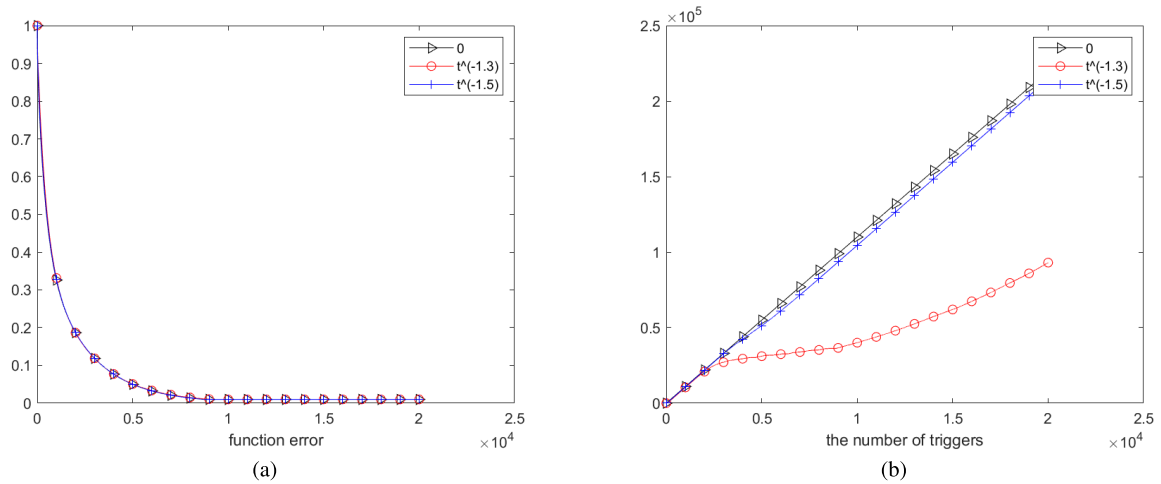 1
0.9
0.8
0.7
0.6
0.5
0.4
0.3
0.2
0.1
0
0 0.5 1 1.5 2 2.5
×10^4
function error
0
t^(-1.3)
t^(-1.5)
(a)
×10^5
2.5
2
1.5
1
0.5
0
0 0.5 1 1.5 2 2.5
×10^4
the number of triggers
0
t^(-1.3)
t^(-1.5)
(b)